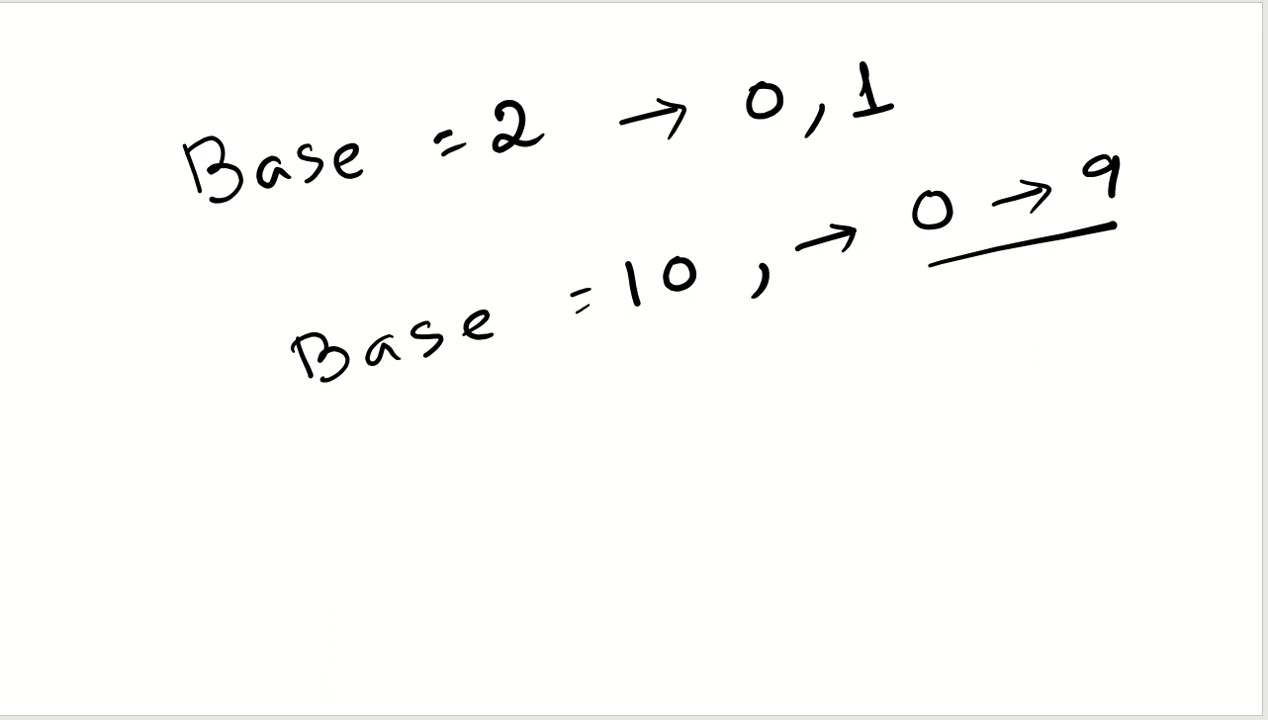 Base = 2 → 0, 1
Base = 10, → 0 → 9